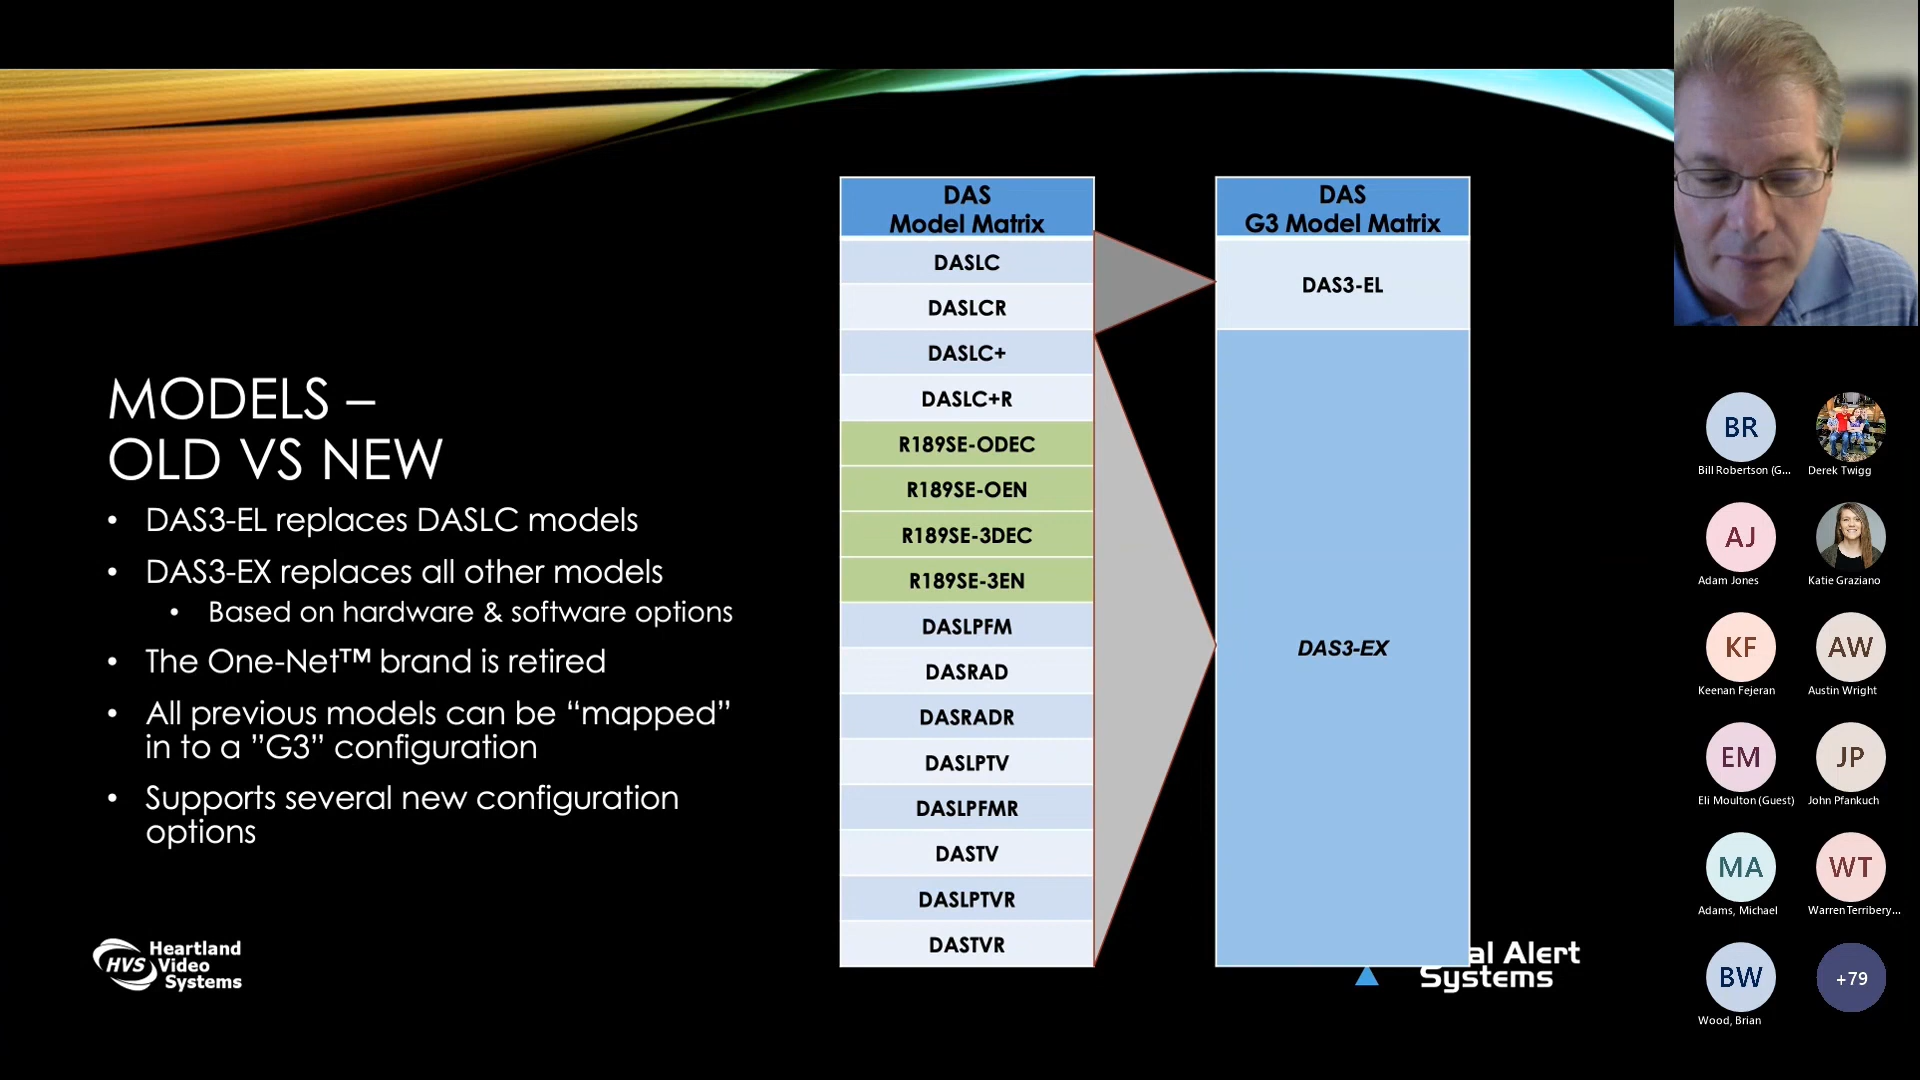 MODELS –
OLD VS NEW
• DAS3-EL replaces DASLC models
• DAS3-EX replaces all other models
• Based on hardware & software options
• The One-Net™ brand is retired
• All previous models can be “mapped”
in to a ”G3” configuration
• Supports several new configuration
options
DAS
Model Matrix
DASLC
DASLCR
DASLC+
DASLC+R
R189SE-ODEC
R189SE-OEN
R189SE-3DEC
R189SE-3EN
DASLPFM
DASRAD
DASRADR
DASLPTV
DASLPFMR
DASTV
DASLPTVR
DASTVR
DAS
G3 Model Matrix
DAS3-EL
DAS3-EX
HVS
Heartland
Video
Systems
al Alert
Systems
BR
Bill Robertson (G...
Derek Twigg
AJ
Adam Jones
Katie Graziano
KF
Keenan Fejeran
AW
Austin Wright
EM
Eli Moulton (Guest)
JP
John Pfankuch
MA
Adams, Michael
WT
Warren Terribery...
BW
Wood, Brian
+79